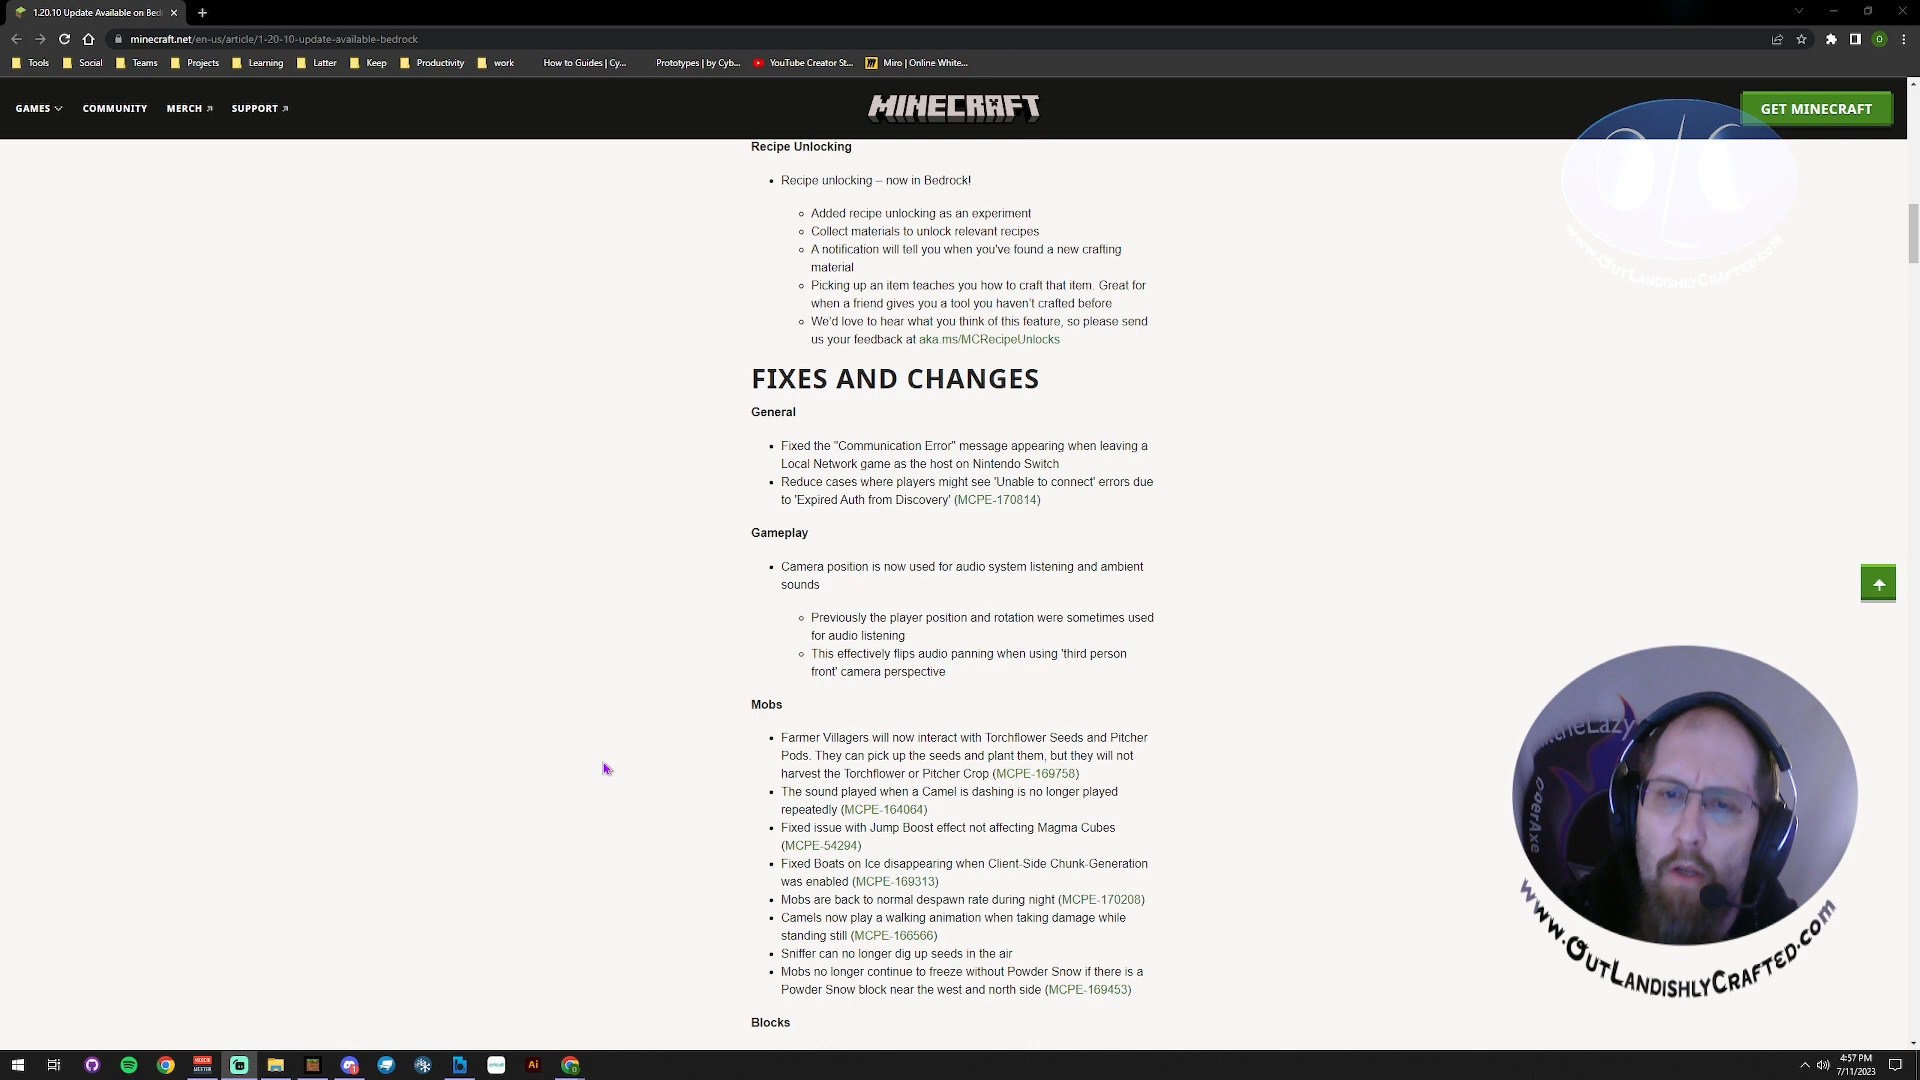 1.20.10 Update Available on Bed
minecraft.net/en-us/article/1-20-10-update-available-bedrock
O
Tools
Social
Teams
Projects
Learning
Latter
Keep
Productivity
work
How to Guides | Cy...
Prototypes | by Cyb...
YouTube Creator St...
Miro | Online White...
GAMES
COMMUNITY
MERCH
SUPPORT
MINECRAFT
GET MINECRAFT
www.OutLandishlyCrafted.com
Recipe Unlocking
• Recipe unlocking – now in Bedrock!
Added recipe unlocking as an experiment
Collect materials to unlock relevant recipes
A notification will tell you when you've found a new crafting
material
Picking up an item teaches you how to craft that item. Great for
when a friend gives you a tool you haven't crafted before
We'd love to hear what you think of this feature, so please send
us your feedback at aka.ms/MCRecipeUnlocks
FIXES AND CHANGES
General
• Fixed the "Communication Error" message appearing when leaving a
Local Network game as the host on Nintendo Switch
• Reduce cases where players might see 'Unable to connect' errors due
to 'Expired Auth from Discovery' (MCPE-170814)
Gameplay
• Camera position is now used for audio system listening and ambient
sounds
Previously the player position and rotation were sometimes used
for audio listening
This effectively flips audio panning when using 'third person
front' camera perspective
Mobs
• Farmer Villagers will now interact with Torchflower Seeds and Pitcher
Pods. They can pick up the seeds and plant them, but they will not
harvest the Torchflower or Pitcher Crop (MCPE-169758)
• The sound played when a Camel is dashing is no longer played
repeatedly (MCPE-164064)
• Fixed issue with Jump Boost effect not affecting Magma Cubes
(MCPE-54294)
• Fixed Boats on Ice disappearing when Client-Side Chunk-Generation
was enabled (MCPE-169313)
• Mobs are back to normal despawn rate during night (MCPE-170208)
• Camels now play a walking animation when taking damage while
standing still (MCPE-166566)
• Sniffer can no longer dig up seeds in the air
• Mobs no longer continue to freeze without Powder Snow if there is a
Powder Snow block near the west and north side (MCPE-169453)
Blocks
theLazy
www.OutLandishlyCrafted.com
Ai
4:57 PM
7/11/2023